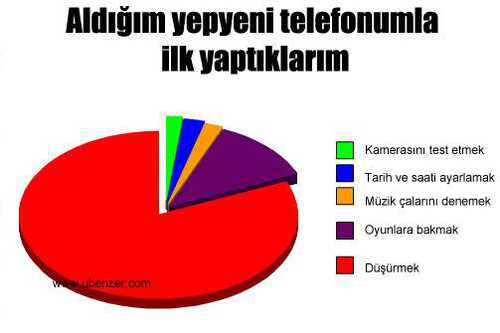 Aldığım yepyeni telefonumla
ilk yaptıklarım
Kamerasını test etmek
Tarih ve saati ayarlamak
Müzik çalarını denemek
Oyunlara bakmak
Düşürmek
www.ubenzer.com